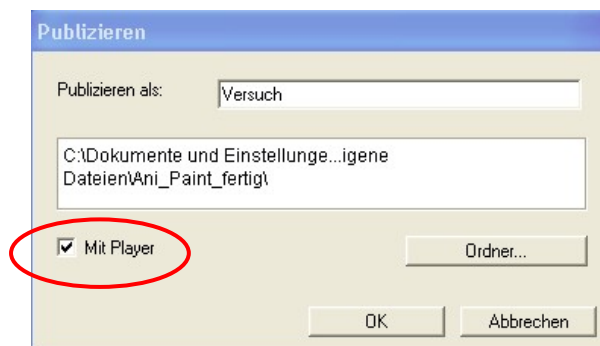 Publizieren
Publizieren als: Versuch
C:\Dokumente und Einstellunge...igene
Dateien\Ani_Paint_fertig\
Mit Player Ordner...
OK Abbrechen